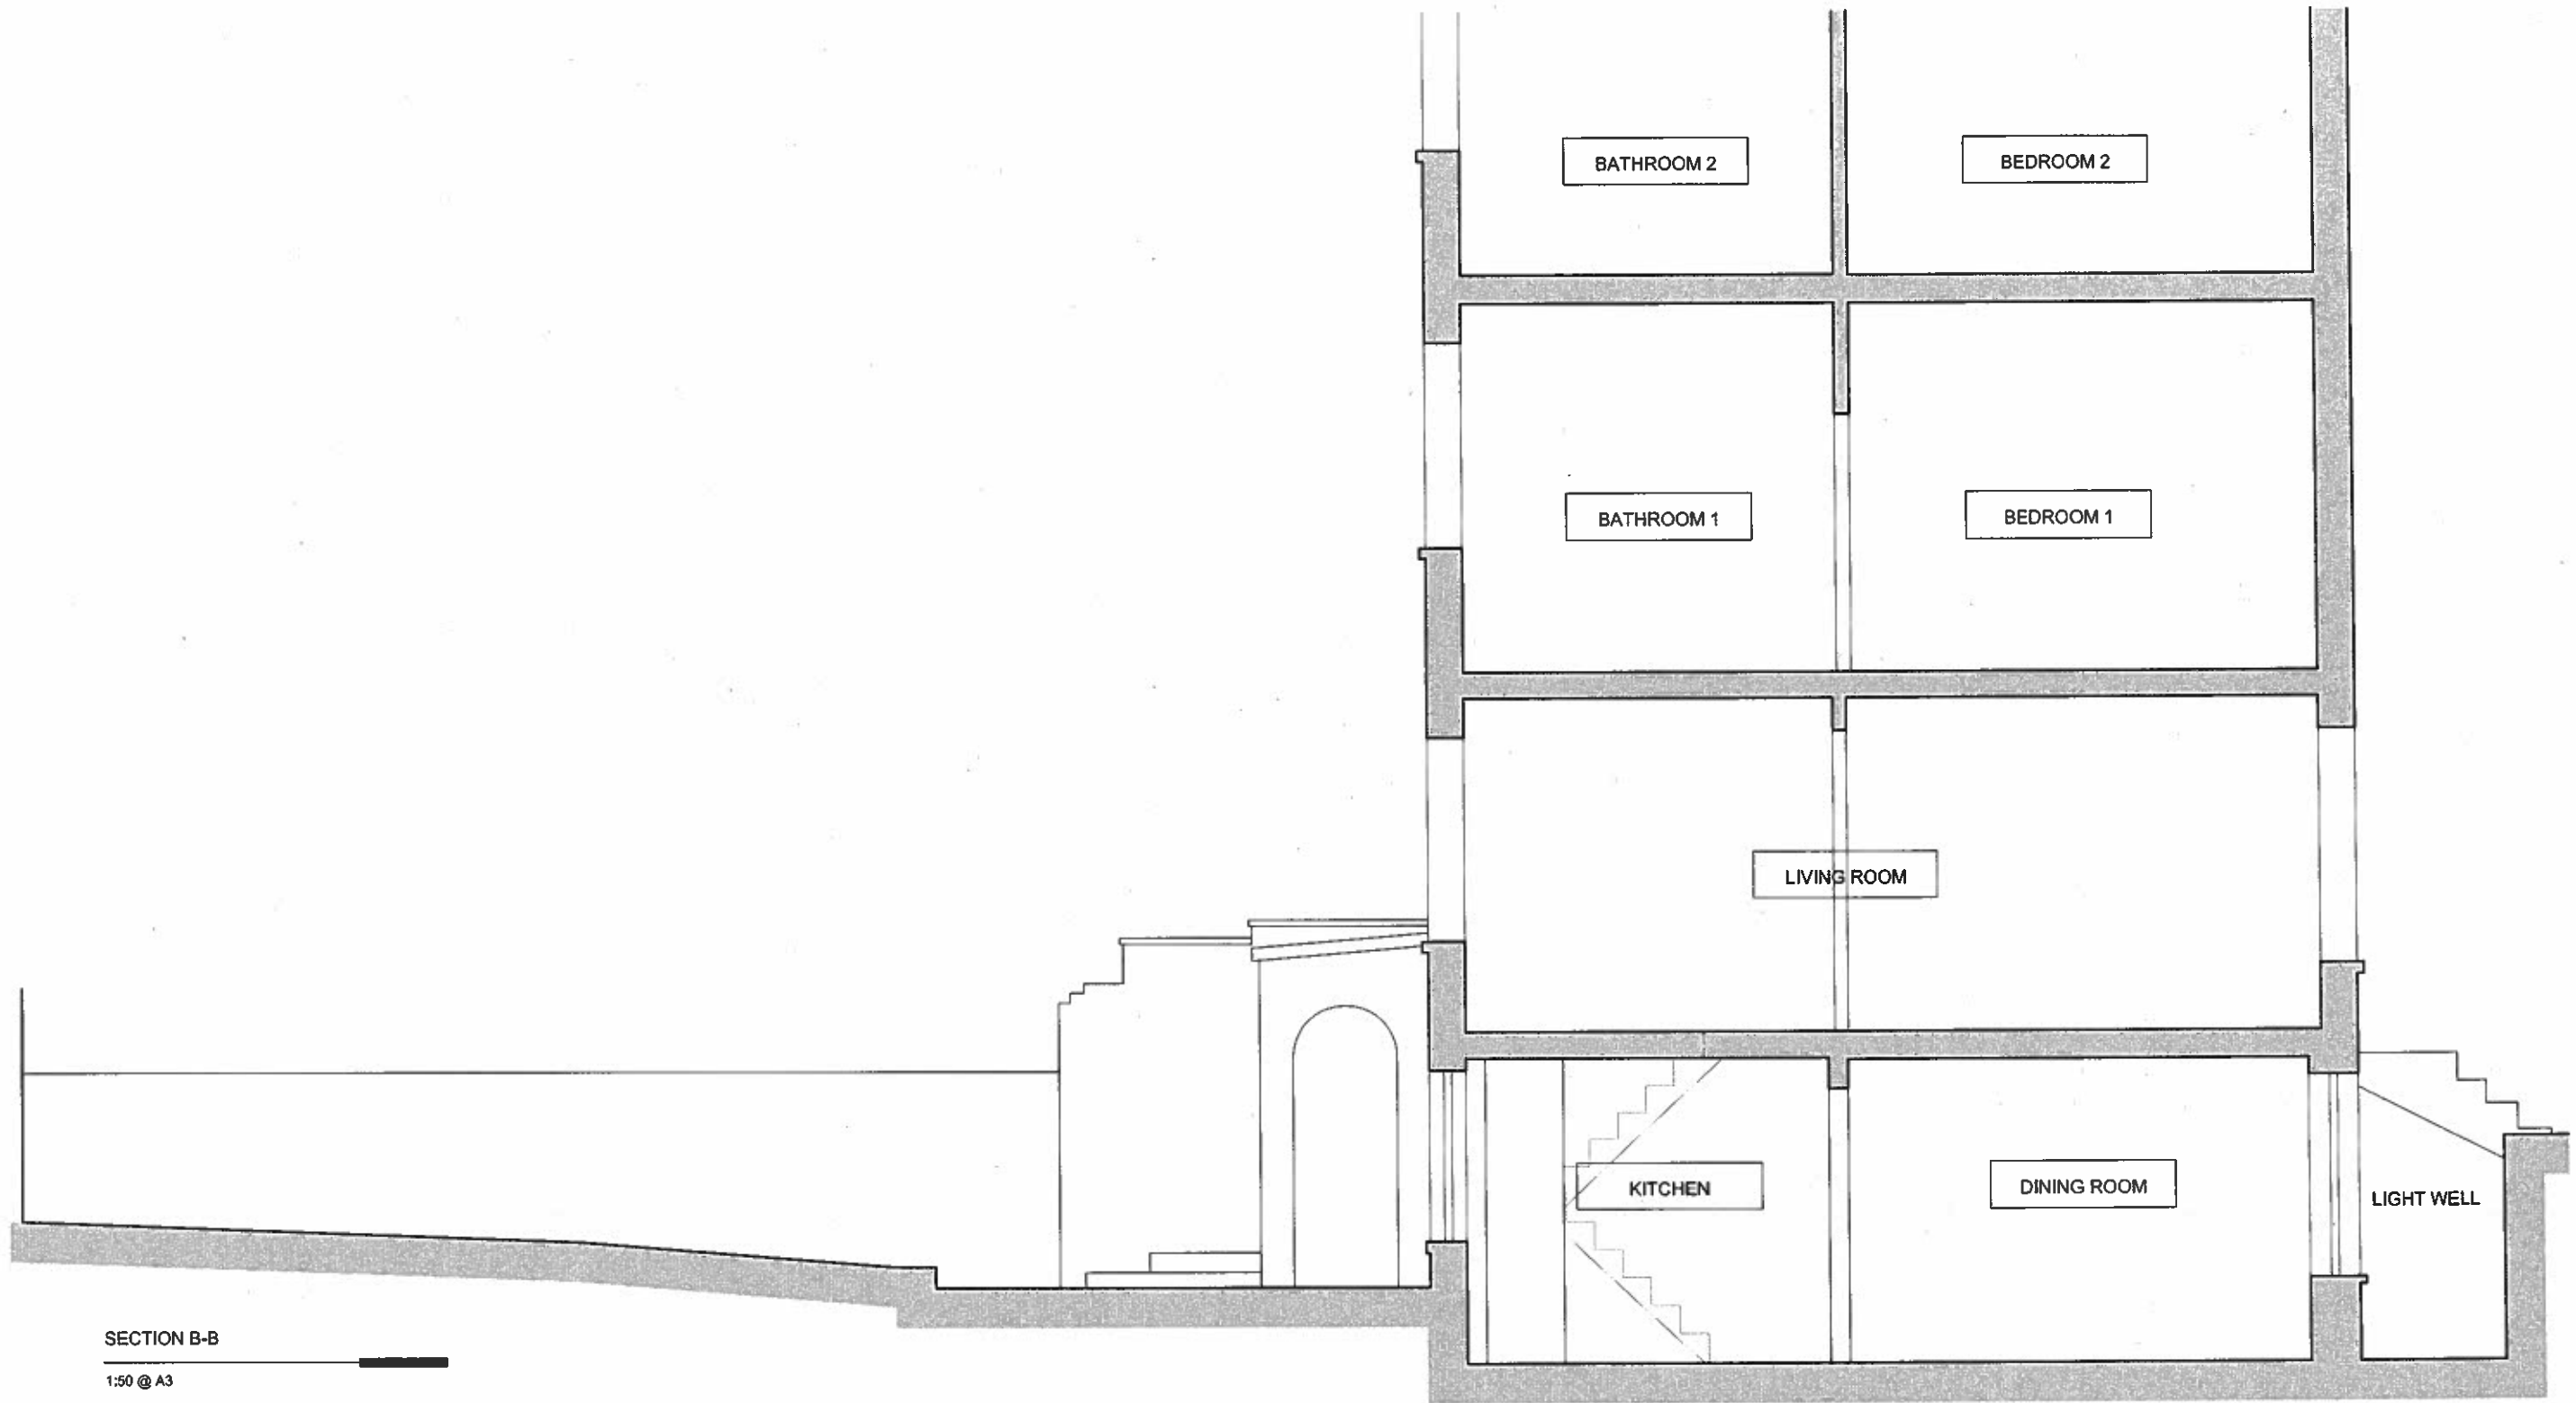 BATHROOM 2
BEDROOM 2
BATHROOM 1
BEDROOM 1
LIVING ROOM
KITCHEN
DINING ROOM
LIGHT WELL
SECTION B-B
1:50 @ A3